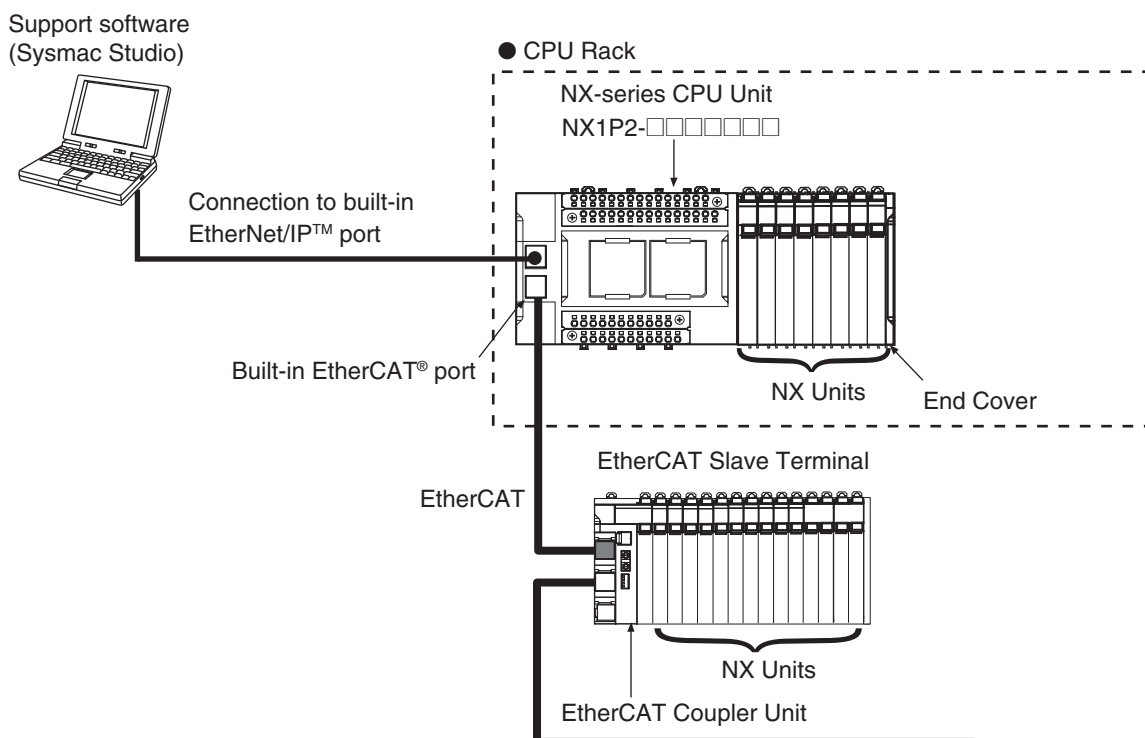 Support software
(Sysmac Studio)
● CPU Rack
NX-series CPU Unit
NX1P2-□□□□□□□
Connection to built-in
EtherNet/IP™ port
Built-in EtherCAT® port
NX Units
End Cover
EtherCAT Slave Terminal
EtherCAT
NX Units
EtherCAT Coupler Unit